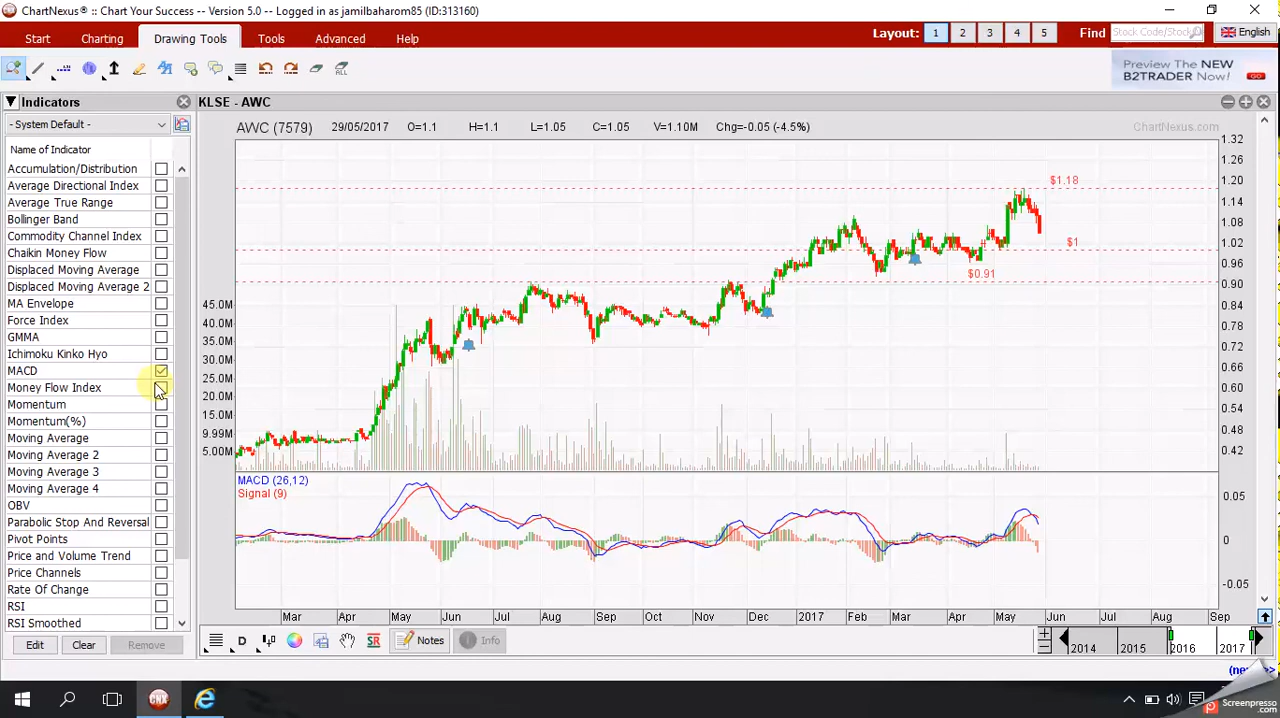 ChartNexus® :: Chart Your Success -- Version 5.0 -- Logged in as jamilbaharom85 (ID:313160)
Start Charting Drawing Tools Tools Advanced Help Layout: 1 2 3 4 5 Find Stock Code/Stock English
ALL
Preview The NEW
B2TRADER Now! GO
Indicators
KLSE - AWC
- System Default -
AWC (7579) 29/05/2017 O=1.1 H=1.1 L=1.05 C=1.05 V=1.10M Chg=-0.05 (-4.5%) ChartNexus.com
Name of Indicator
Accumulation/Distribution
Average Directional Index
Average True Range
Bollinger Band
Commodity Channel Index
Chaikin Money Flow
Displaced Moving Average
Displaced Moving Average 2
MA Envelope
Force Index
GMMA
Ichimoku Kinko Hyo
MACD
Money Flow Index
Momentum
Momentum(%)
Moving Average
Moving Average 2
Moving Average 3
Moving Average 4
OBV
Parabolic Stop And Reversal
Pivot Points
Price and Volume Trend
Price Channels
Rate Of Change
RSI
RSI Smoothed
Edit Clear Remove
45.0M
40.0M
35.0M
30.0M
25.0M
20.0M
15.0M
9.99M
5.00M
$1.18
$1
$0.91
1.32
1.26
1.20
1.14
1.08
1.02
0.96
0.90
0.84
0.78
0.72
0.66
0.60
0.54
0.48
0.42
MACD (26,12)
Signal (9)
0.05
0
-0.05
Mar Apr May Jun Jul Aug Sep Oct Nov Dec 2017 Feb Mar Apr May Jun Jul Aug Sep
D SR Notes Info 2014 2015 2016 2017
CNX
Screenpresso
.com